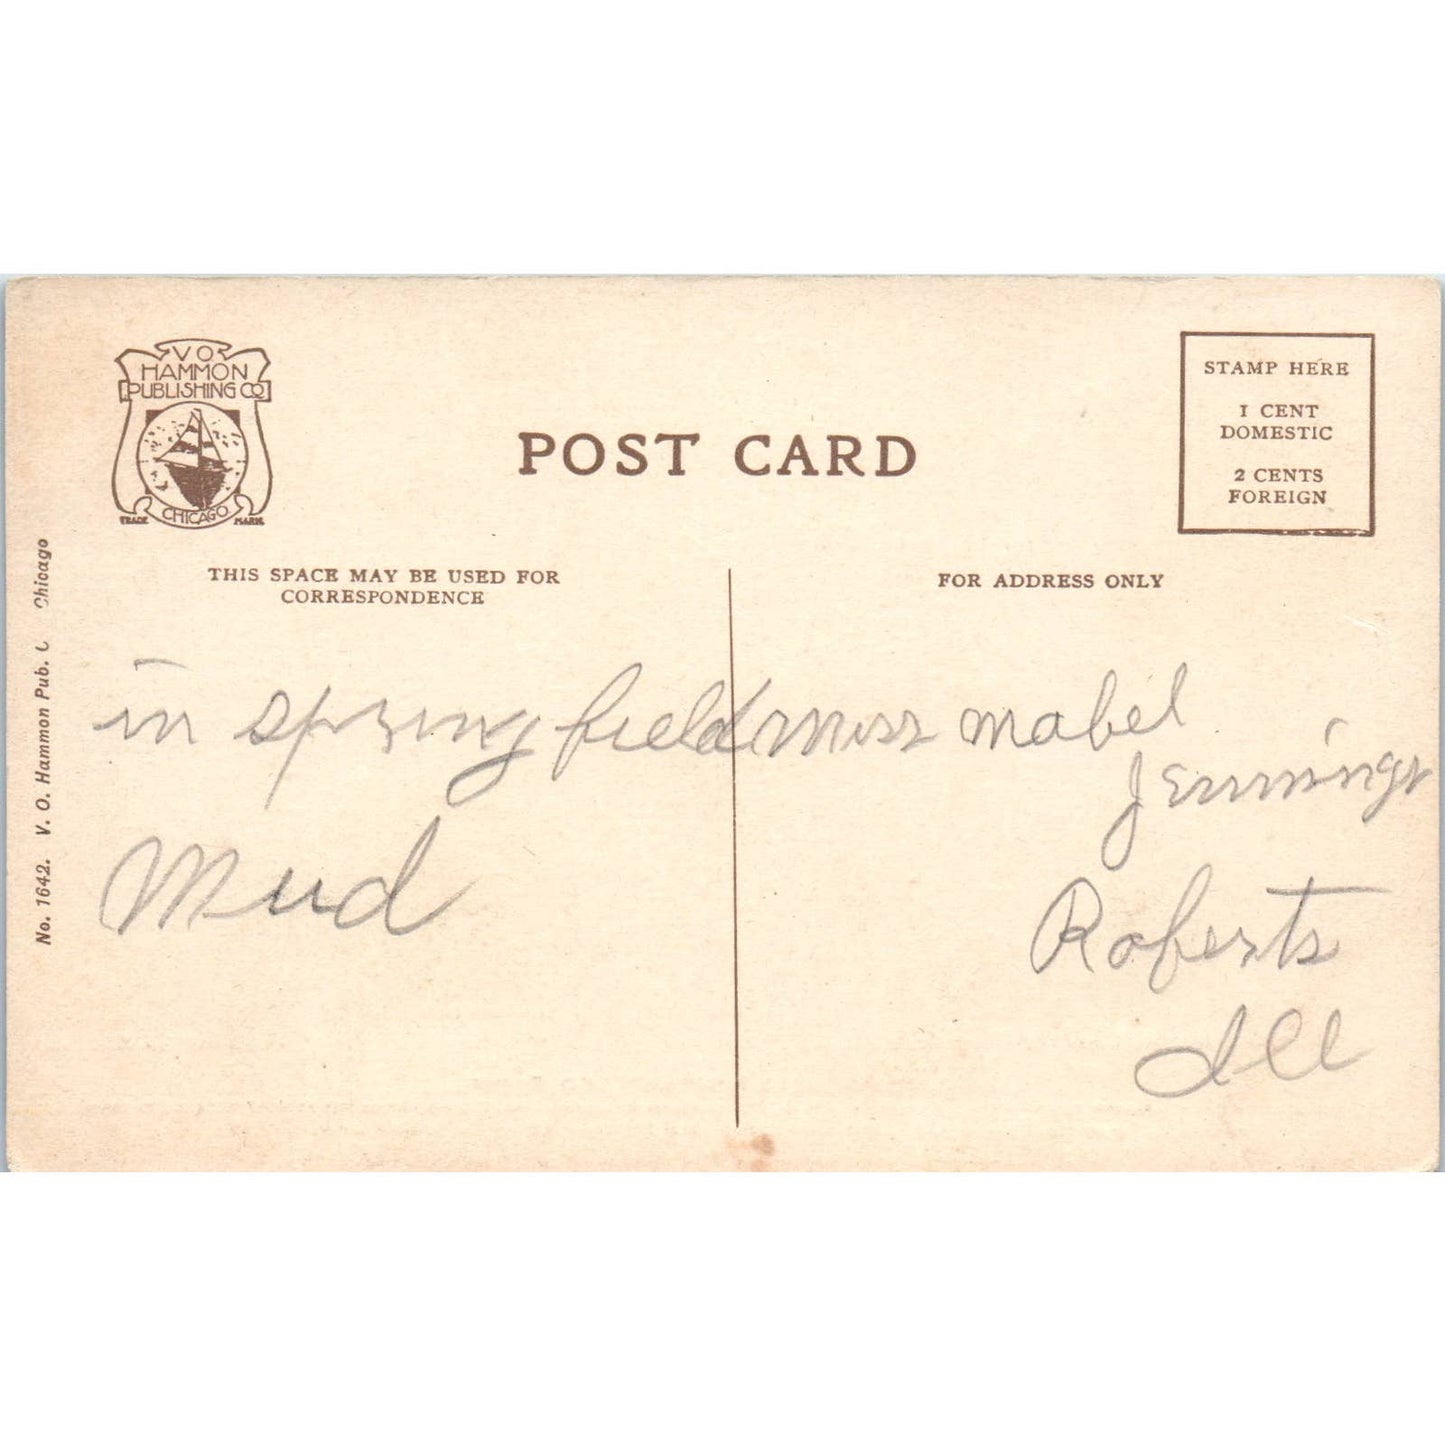 V O
HAMMON
PUBLISHING CO
CHICAGO
TRADE MARK
POST CARD
STAMP HERE
1 CENT
DOMESTIC
2 CENTS
FOREIGN
THIS SPACE MAY BE USED FOR
CORRESPONDENCE
FOR ADDRESS ONLY
No. 1642. V. O. Hammon Pub. C Chicago
in springfield
Mud
miss mabel
Jennings
Roberts
Ill